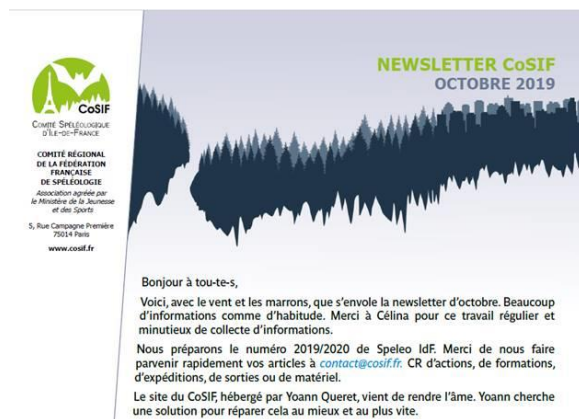 NEWSLETTER CoSIF
OCTOBRE 2019
CoSIF
COMITÉ SPÉLÉOLOGIQUE
D'ÎLE-DE-FRANCE
COMITÉ RÉGIONAL
DE LA FÉDÉRATION
FRANÇAISE
DE SPÉLÉOLOGIE
Association agréée par
le Ministère de la Jeunesse
et des Sports
5, Rue Campagne Première
75014 Paris
www.cosif.fr
Bonjour à tou-te-s,
Voici, avec le vent et les marrons, que s'envole la newsletter d'octobre. Beaucoup
d'informations comme d'habitude. Merci à Célina pour ce travail régulier et
minutieux de collecte d'informations.
Nous préparons le numéro 2019/2020 de Speleo IdF. Merci de nous faire
parvenir rapidement vos articles à contact@cosif.fr. CR d'actions, de formations,
d'expéditions, de sorties ou de matériel.
Le site du CoSIF, hébergé par Yoann Queret, vient de rendre l'âme. Yoann cherche
une solution pour réparer cela au mieux et au plus vite.